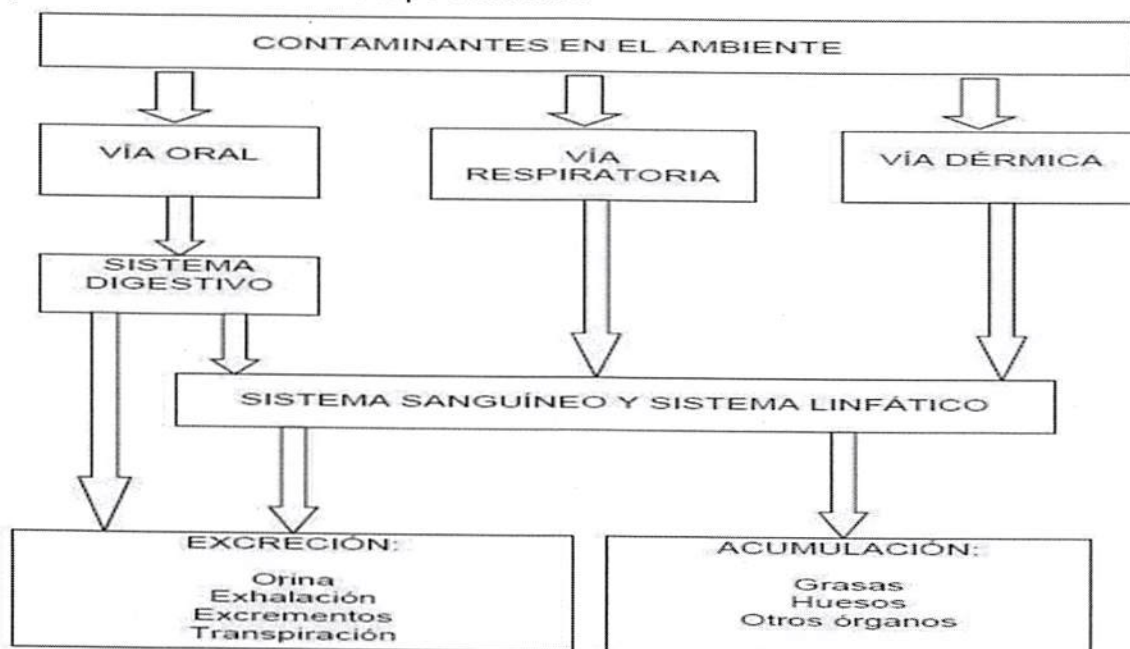 CONTAMINANTES EN EL AMBIENTE
VÍA ORAL
VÍA
RESPIRATORIA
VÍA DÉRMICA
SISTEMA
DIGESTIVO
SISTEMA SANGUÍNEO Y SISTEMA LINFÁTICO
EXCRECIÓN:
Orina
Exhalación
Excrementos
Transpiración
ACUMULACIÓN:
Grasas
Huesos
Otros órganos